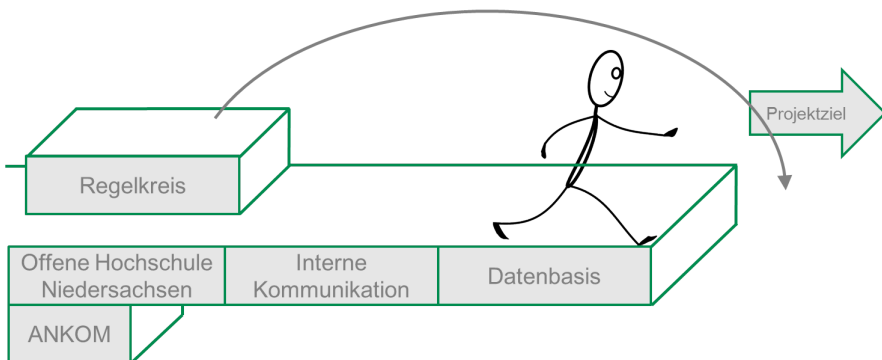 Projektziel
Regelkreis
Offene Hochschule
Niedersachsen
Interne
Kommunikation
Datenbasis
ANKOM